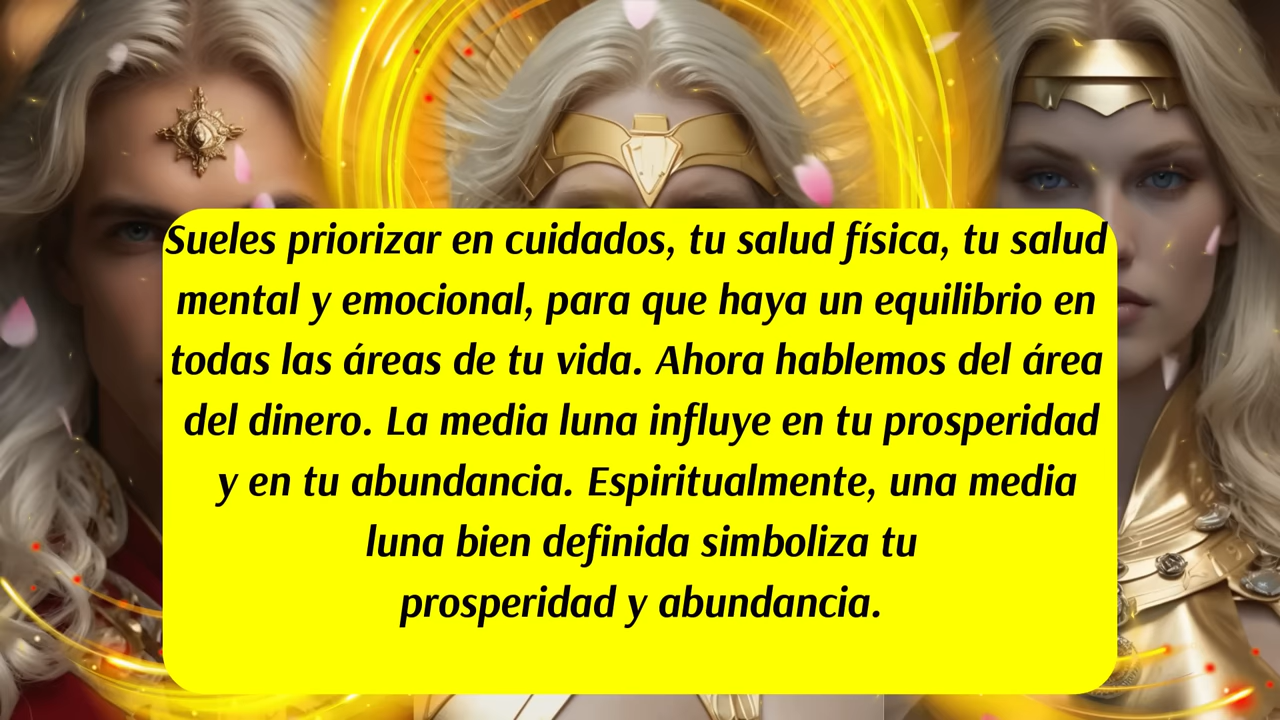 Sueles priorizar en cuidados, tu salud física, tu salud
mental y emocional, para que haya un equilibrio en
todas las áreas de tu vida. Ahora hablemos del área
del dinero. La media luna influye en tu prosperidad
y en tu abundancia. Espiritualmente, una media
luna bien definida simboliza tu
prosperidad y abundancia.